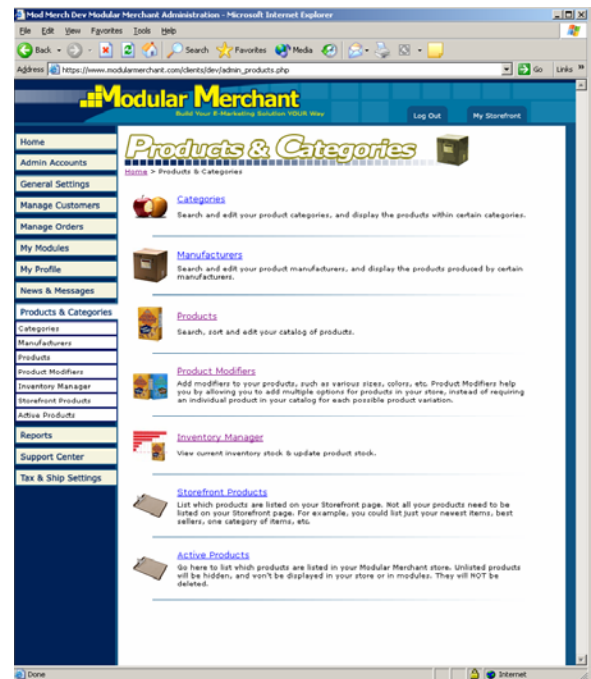 Mod Merch Dev Modular Merchant Administration - Microsoft Internet Explorer
File Edit View Favorites Tools Help
Back Search Favorites Media
Address https://www.modularmerchant.com/clients/dev/admin_products.php Go Links »
Modular Merchant
Build Your E-Marketing Solution YOUR Way
Log Out My Storefront
Home
Admin Accounts
General Settings
Manage Customers
Manage Orders
My Modules
My Profile
News & Messages
Products & Categories
Categories
Manufacturers
Products
Product Modifiers
Inventory Manager
Storefront Products
Active Products
Reports
Support Center
Tax & Ship Settings
Products & Categories
Home > Products & Categories
Categories
Search and edit your product categories, and display the products within certain categories.
Manufacturers
Search and edit your product manufacturers, and display the products produced by certain
manufacturers.
Products
Search, sort and edit your catalog of products.
Product Modifiers
Add modifiers to your products, such as various sizes, colors, etc. Product Modifiers help
you by allowing you to add multiple options for products in your store, instead of requiring
an individual product in your catalog for each possible product variation.
Inventory Manager
View current inventory stock & update product stock.
Storefront Products
List which products are listed on your Storefront page. Not all your products need to be
listed on your Storefront page. For example, you could list just your newest items, best
sellers, one category of items, etc.
Active Products
Go here to list which products are listed in your Modular Merchant store. Unlisted products
will be hidden, and won't be displayed in your store or in modules. They will NOT be
deleted.
Done Internet